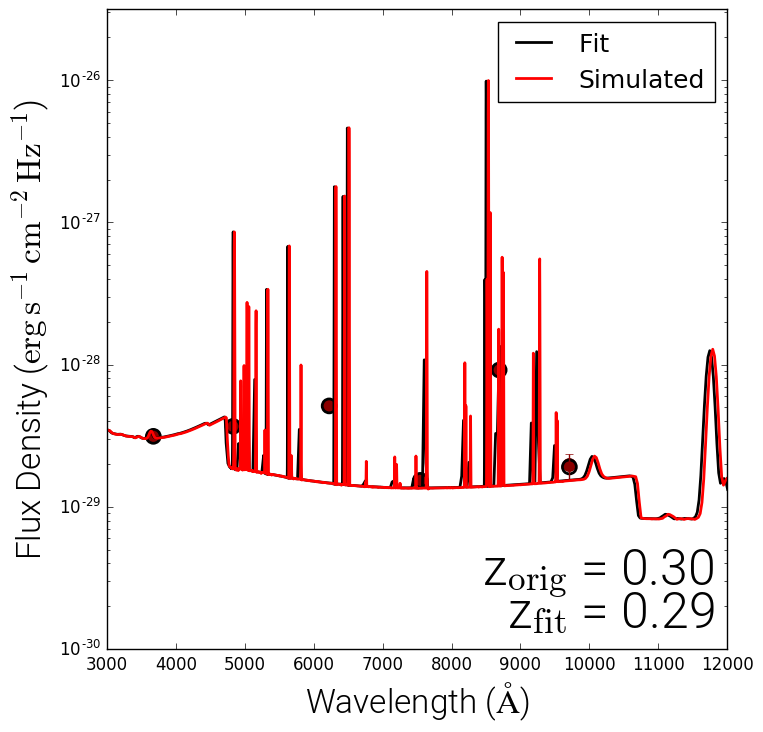 Fit
Simulated
10^-26
10^-27
10^-28
10^-29
10^-30
Flux Density (erg s^-1 cm^-2 Hz^-1)
z_orig = 0.30
z_fit = 0.29
3000 4000 5000 6000 7000 8000 9000 10000 11000 12000
Wavelength (Å)